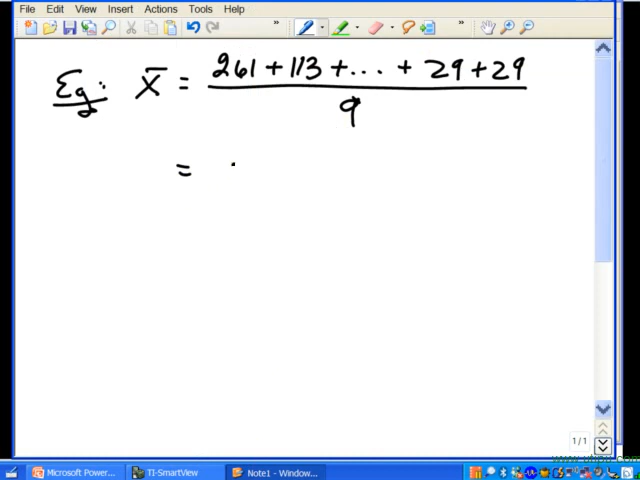 File Edit View Insert Actions Tools Help
Eg: X̄ = 261 + 113 + ... + 29 + 29
9
=
1/1
Microsoft Power... TI-SmartView Note1 - Window...